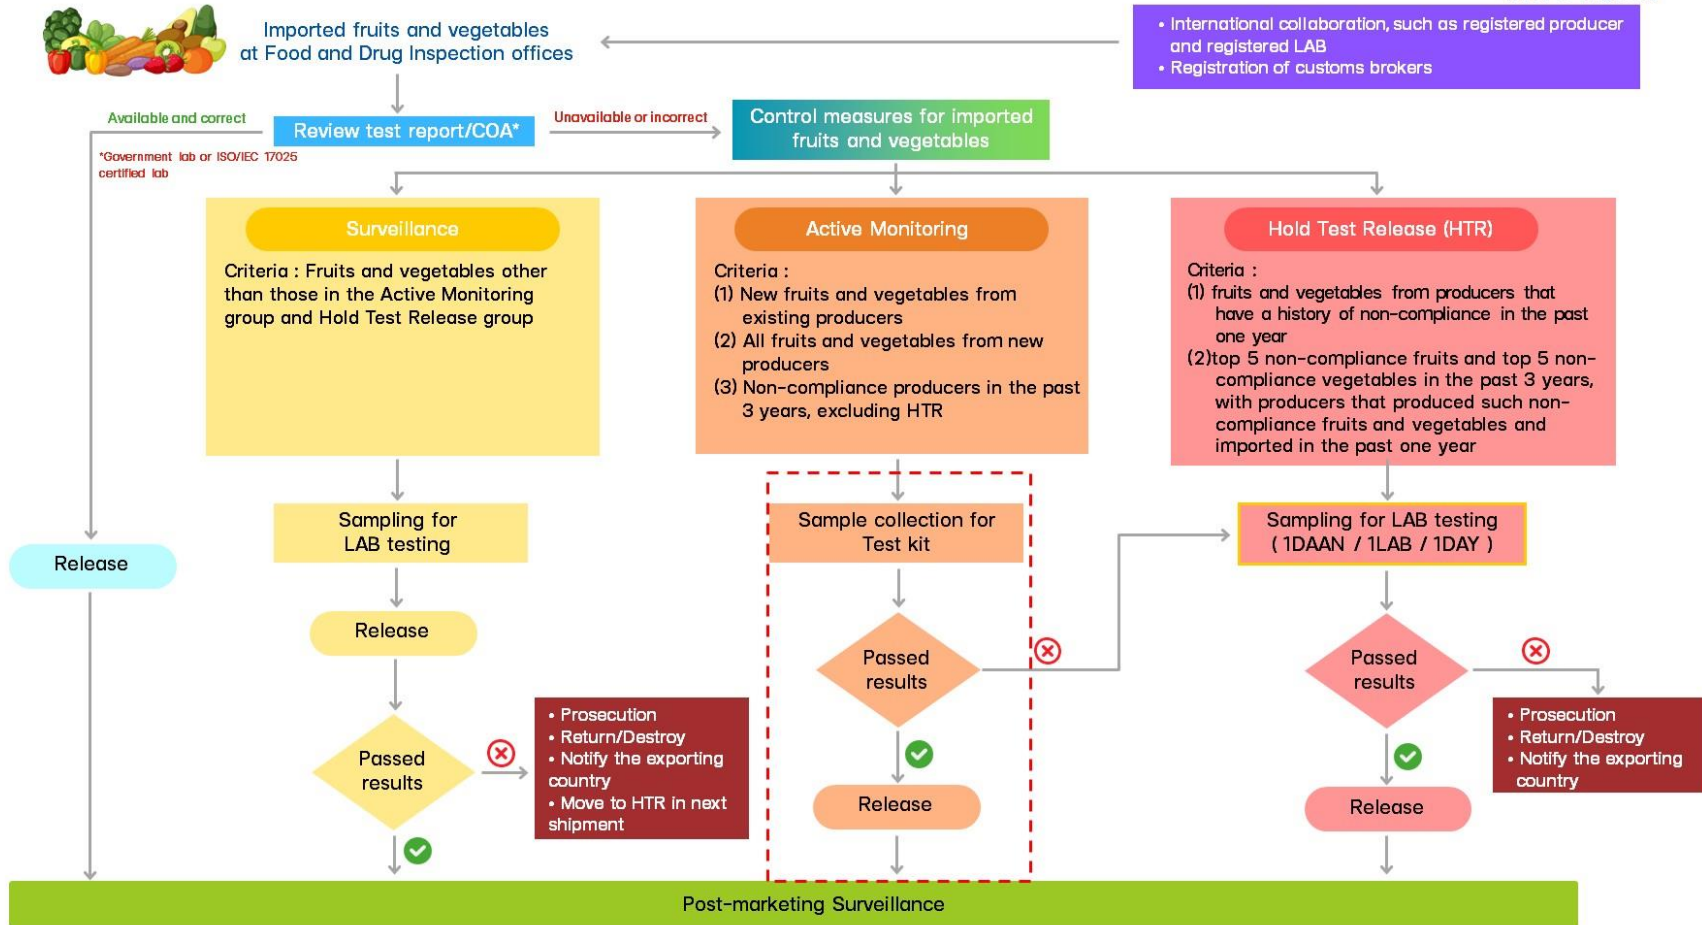 Imported fruits and vegetables
at Food and Drug Inspection offices
• International collaboration, such as registered producer
and registered LAB
• Registration of customs brokers
Available and correct
Review test report/COA*
Unavailable or incorrect
Control measures for imported
fruits and vegetables
*Government lab or ISO/IEC 17025
certified lab
Surveillance
Criteria : Fruits and vegetables other
than those in the Active Monitoring
group and Hold Test Release group
Active Monitoring
Criteria :
(1) New fruits and vegetables from
existing producers
(2) All fruits and vegetables from new
producers
(3) Non-compliance producers in the past
3 years, excluding HTR
Hold Test Release (HTR)
Criteria :
(1) fruits and vegetables from producers that
have a history of non-compliance in the past
one year
(2)top 5 non-compliance fruits and top 5 non-
compliance vegetables in the past 3 years,
with producers that produced such non-
compliance fruits and vegetables and
imported in the past one year
Release
Sampling for
LAB testing
Release
Passed
results
• Prosecution
• Return/Destroy
• Notify the exporting
country
• Move to HTR in next
shipment
Sample collection for
Test kit
Passed
results
Release
Sampling for LAB testing
( 1DAAN / 1LAB / 1DAY )
Passed
results
• Prosecution
• Return/Destroy
• Notify the exporting
country
Release
Post-marketing Surveillance